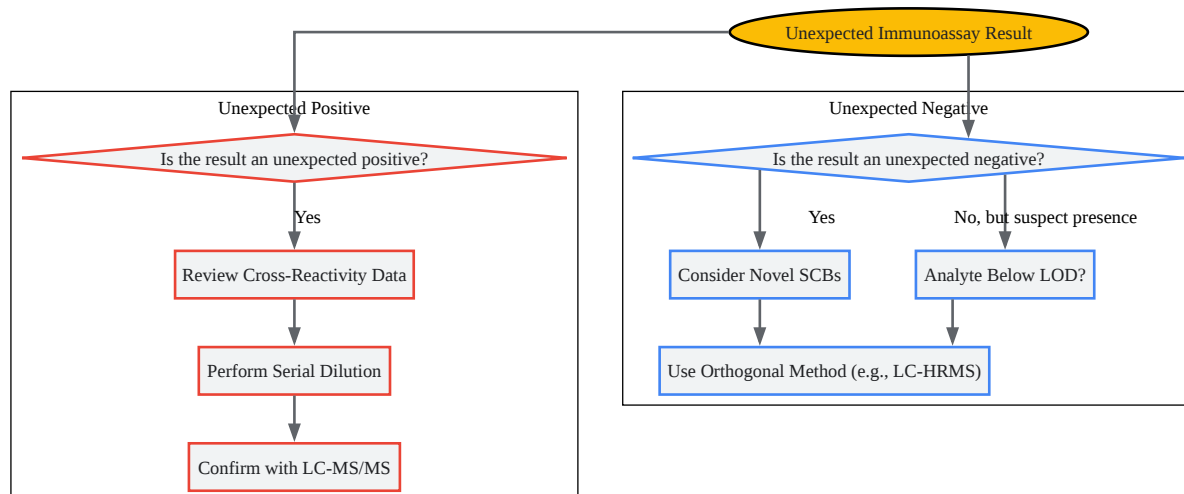 Unexpected Immunoassay Result
Unexpected Positive
Is the result an unexpected positive?
Yes
Review Cross-Reactivity Data
Perform Serial Dilution
Confirm with LC-MS/MS
Unexpected Negative
Is the result an unexpected negative?
Yes
No, but suspect presence
Consider Novel SCBs
Analyte Below LOD?
Use Orthogonal Method (e.g., LC-HRMS)